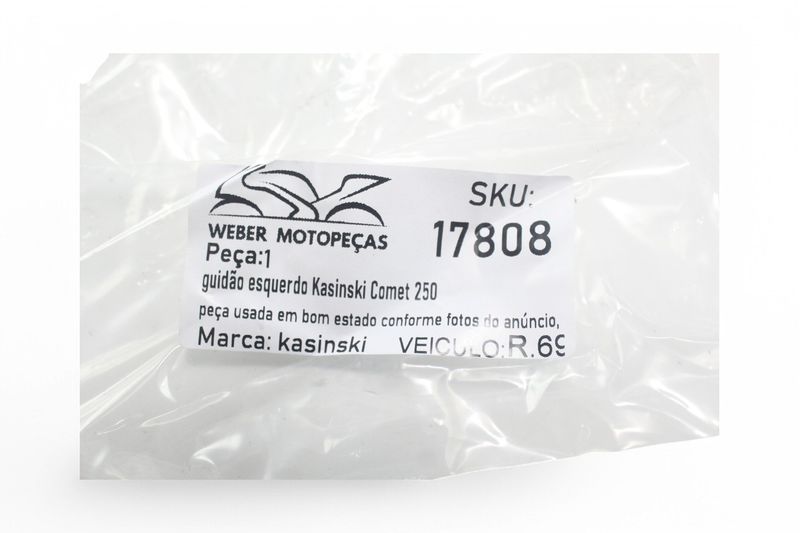 WEBER MOTOPEÇAS
SKU:
17808
Peça:1
guidão esquerdo Kasinski Comet 250
peça usada em bom estado conforme fotos do anúncio,
Marca: kasinski VEICULO:R.69